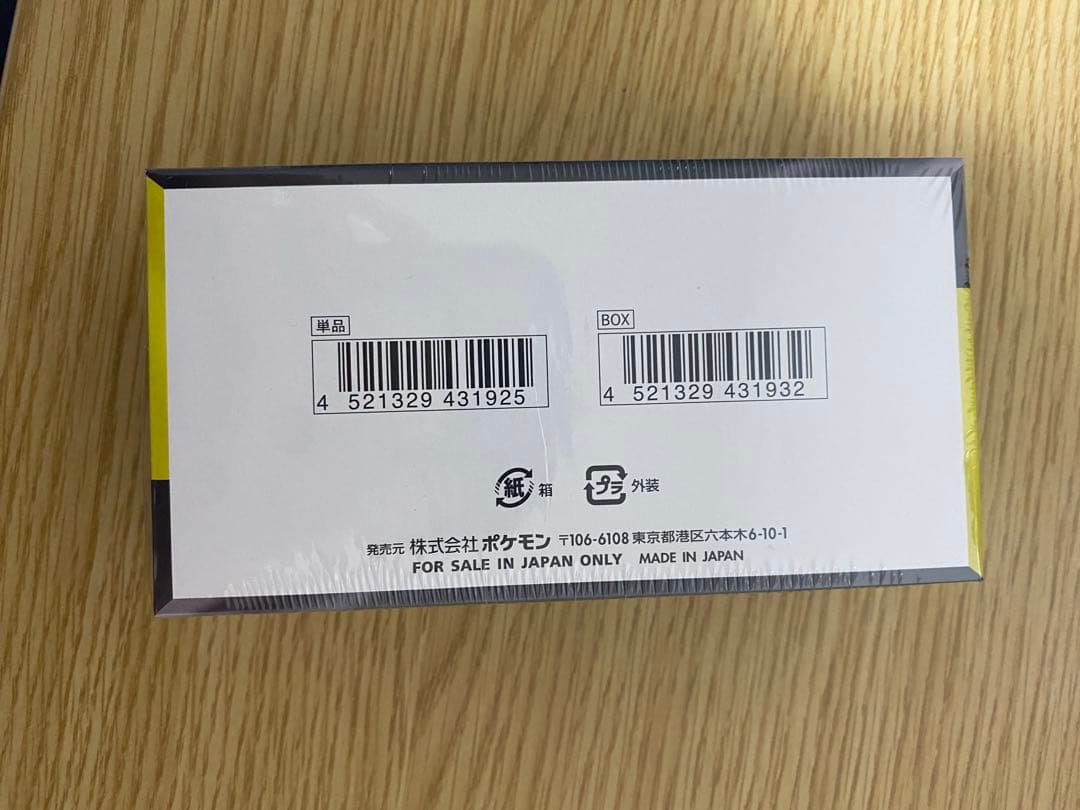 単品
4 521329 431925
BOX
4 521329 431932
紙 箱
プラ 外装
発売元 株式会社 ポケモン 〒106-6108 東京都港区六本木6-10-1
FOR SALE IN JAPAN ONLY MADE IN JAPAN